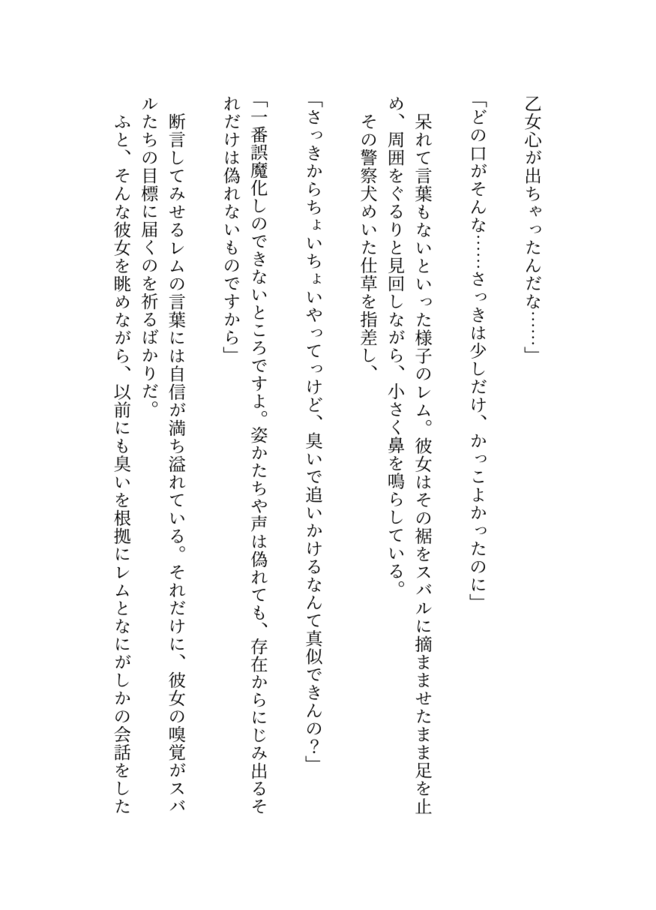 乙女心が出ちゃったんだな……」
「どの口がそんな……さっきは少しだけ、かっこよかったのに」
呆れて言葉もないといった様子のレム。彼女はその裾をスバルに摘ませたまま足を止
め、周囲をぐるりと見回しながら、小さく鼻を鳴らしている。
その警察犬めいた仕草を指差し、
「さっきからちょいちょいやってっけど、臭いで追いかけるなんて真似できんの？」
「一番誤魔化しのできないところですよ。姿かたちや声は偽れても、存在からにじみ出るそ
れだけは偽れないものですから」
断言してみせるレムの言葉には自信が満ち溢れている。それだけに、彼女の嗅覚がスバ
ルたちの目標に届くのを祈るばかりだ。
ふと、そんな彼女を眺めながら、以前にも臭いを根拠にレムとなにがしかの会話をした